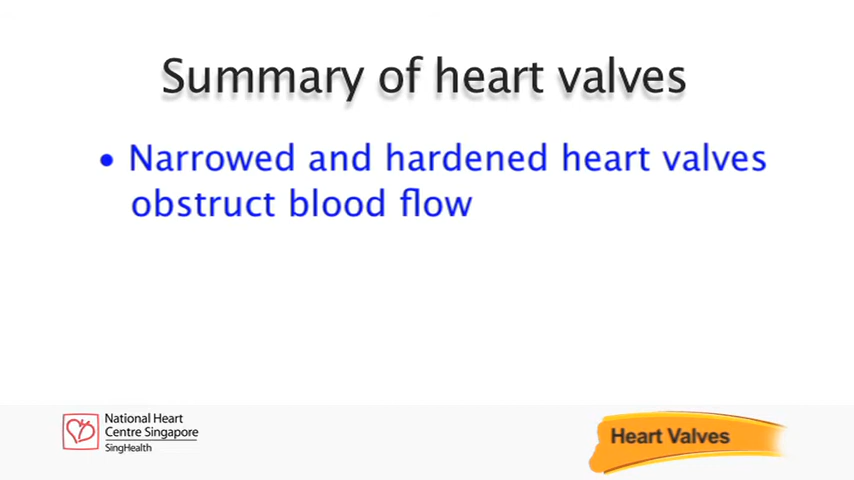 Summary of heart valves
• Narrowed and hardened heart valves
obstruct blood flow
National Heart
Centre Singapore
SingHealth
Heart Valves